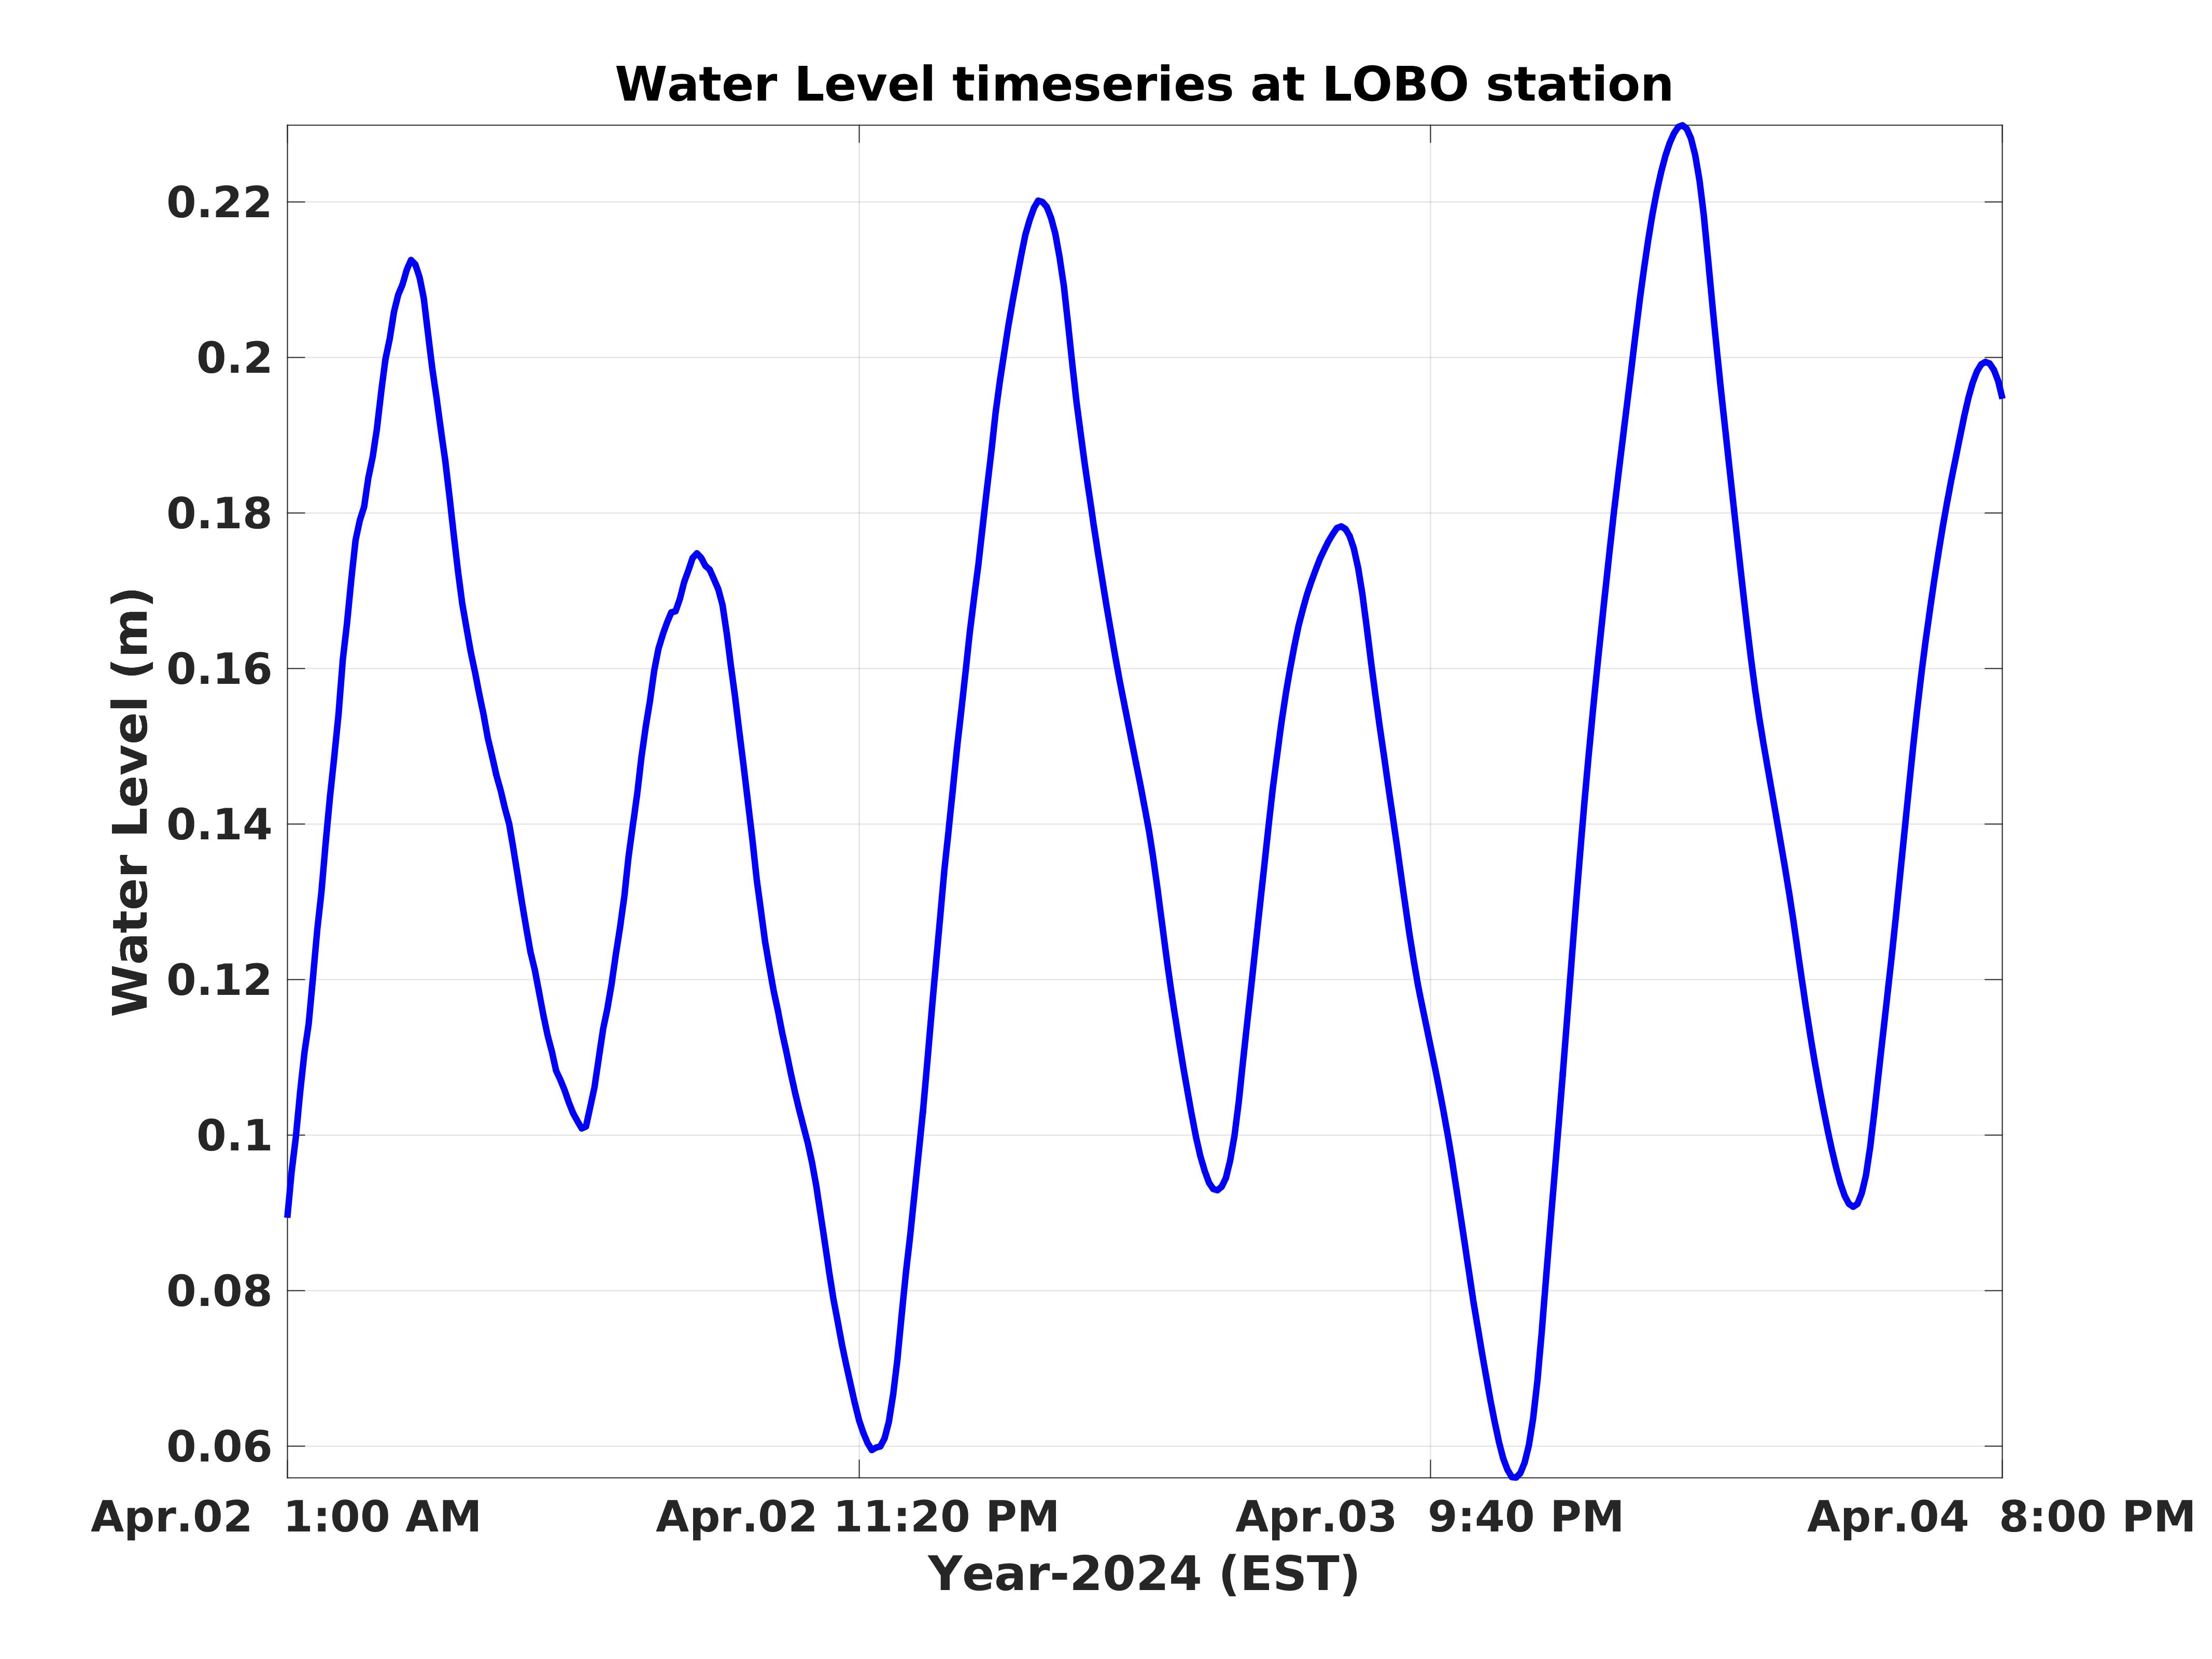 Water Level timeseries at LOBO station
Water Level (m)
0.22
0.2
0.18
0.16
0.14
0.12
0.1
0.08
0.06
Apr.02  1:00 AM
Apr.02 11:20 PM
Apr.03  9:40 PM
Apr.04  8:00 PM
Year-2024 (EST)